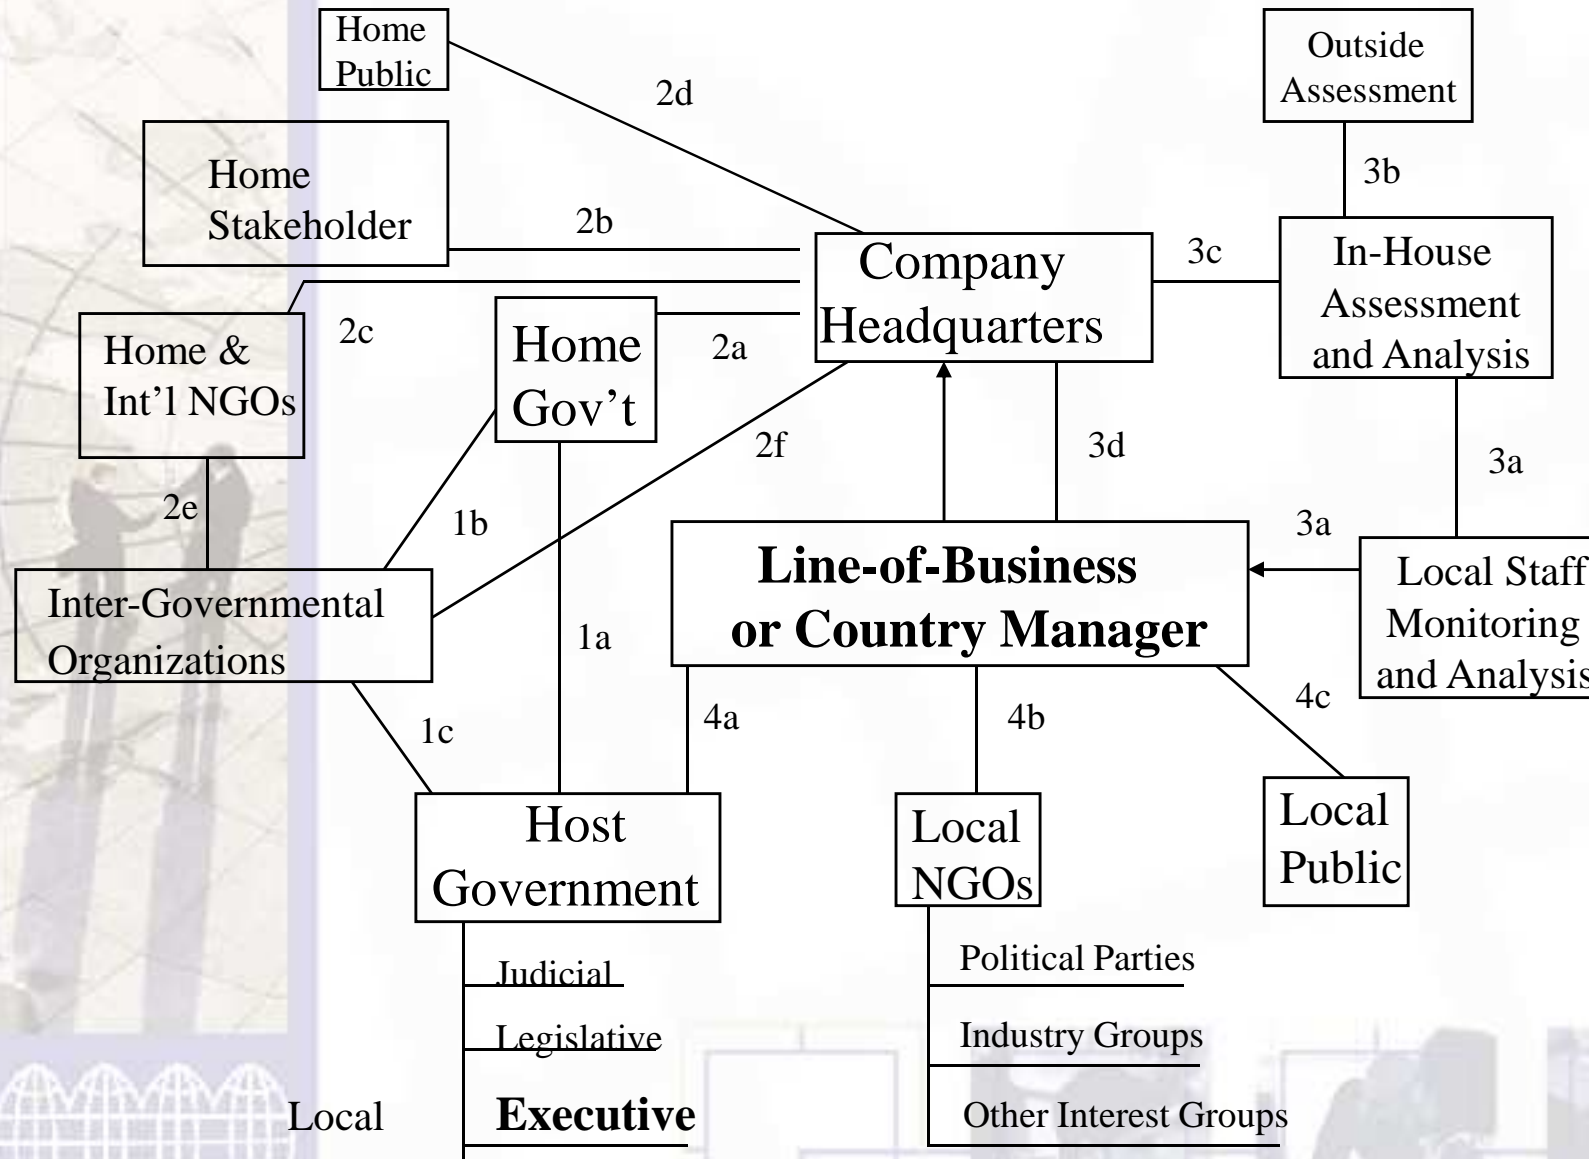 Home
Public
Outside
Assessment
2d
3b
Home
Stakeholder
2b
Company
Headquarters
3c
In-House
Assessment
and Analysis
Home &
Int'l NGOs
2c
Home
Gov't
2a
2f
3d
3a
2e
1b
3a
Inter-Governmental
Organizations
1a
Line-of-Business
or Country Manager
Local Staff
Monitoring
and Analysis
1c
4a
4b
4c
Host
Government
Local
NGOs
Local
Public
Judicial
Legislative
Local
Executive
Political Parties
Industry Groups
Other Interest Groups